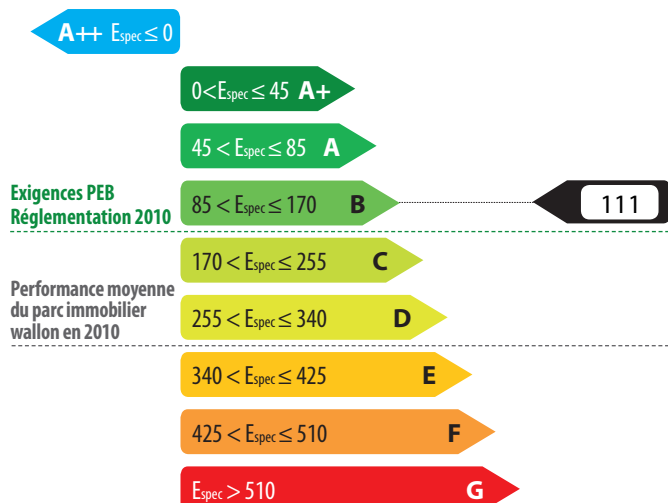 A++ Espec ≤ 0
0<Espec ≤ 45 A+
45 < Espec ≤ 85 A
Exigences PEB
Réglementation 2010
85 < Espec ≤ 170 B
111
170 < Espec ≤ 255 C
Performance moyenne
du parc immobilier
wallon en 2010
255 < Espec ≤ 340 D
340 < Espec ≤ 425 E
425 < Espec ≤ 510 F
Espec > 510 G